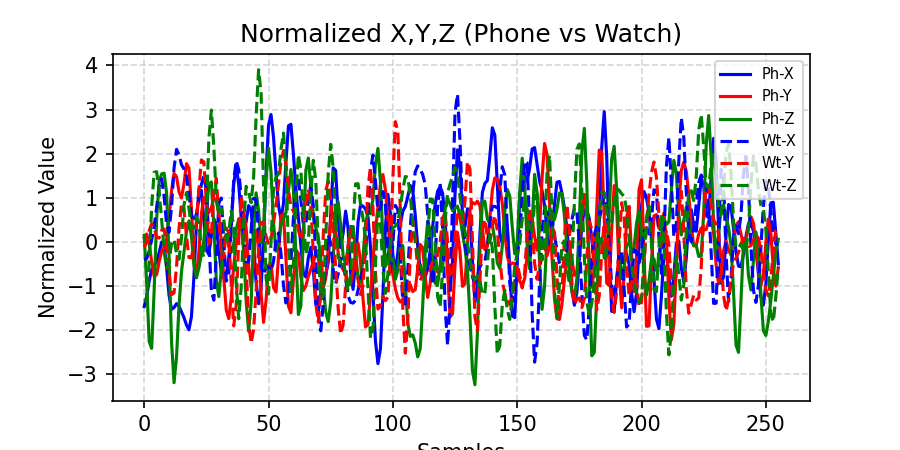 Normalized X,Y,Z (Phone vs Watch)
Normalized Value
4
3
2
1
0
−1
−2
−3
Ph-X
Ph-Y
Ph-Z
Wt-X
Wt-Y
Wt-Z
0 50 100 150 200 250
Samples